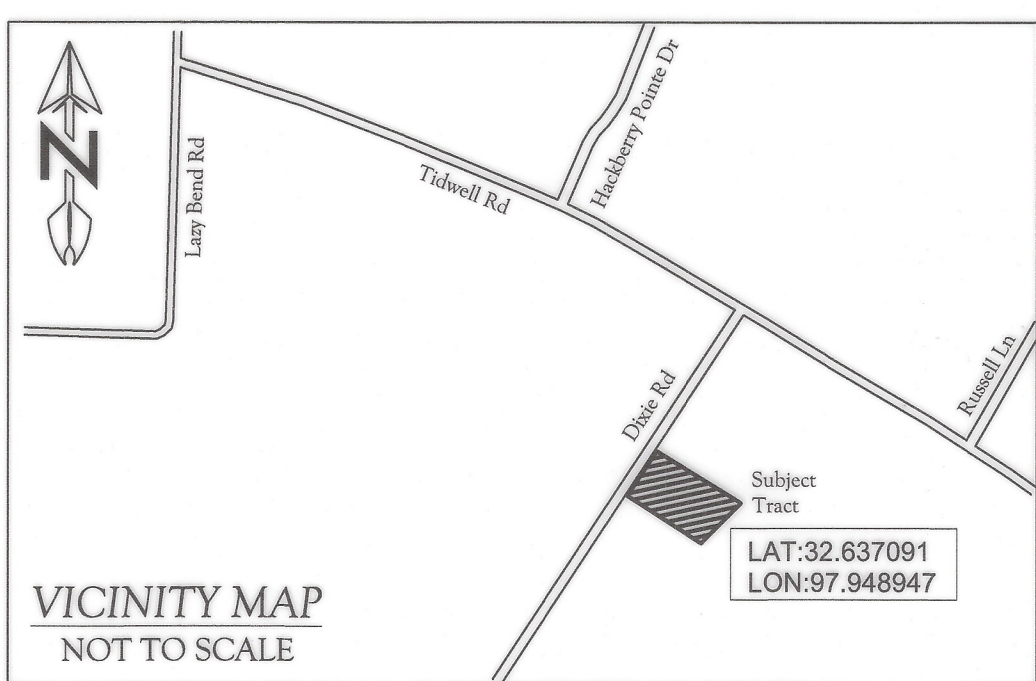 N
Lazy Bend Rd
Tidwell Rd
Hackberry Pointe Dr
Dixie Rd
Russell Ln
Subject
Tract
LAT:32.637091
LON:97.948947
VICINITY MAP
NOT TO SCALE